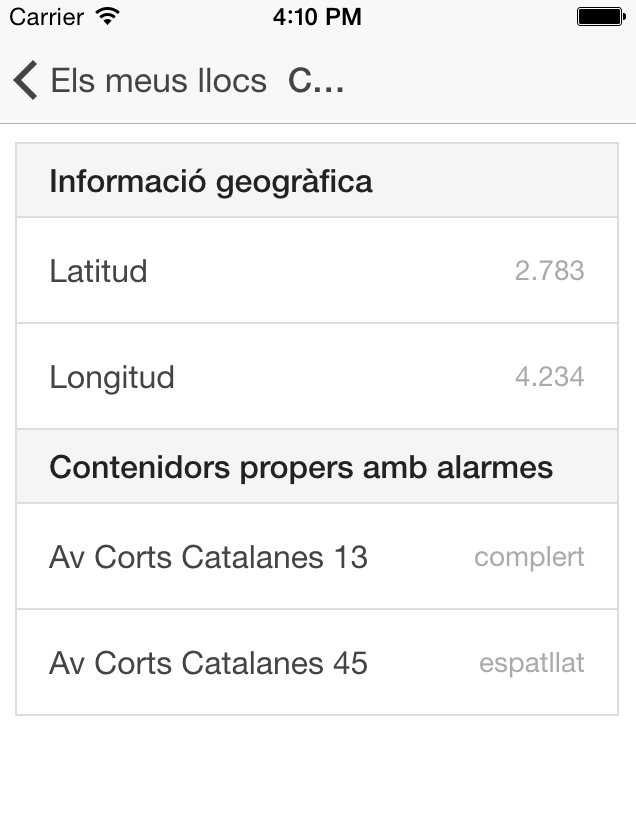 Carrier 4:10 PM
Els meus llocs C...
Informació geogràfica
Latitud 2.783
Longitud 4.234
Contenidors propers amb alarmes
Av Corts Catalanes 13 complert
Av Corts Catalanes 45 espatllat